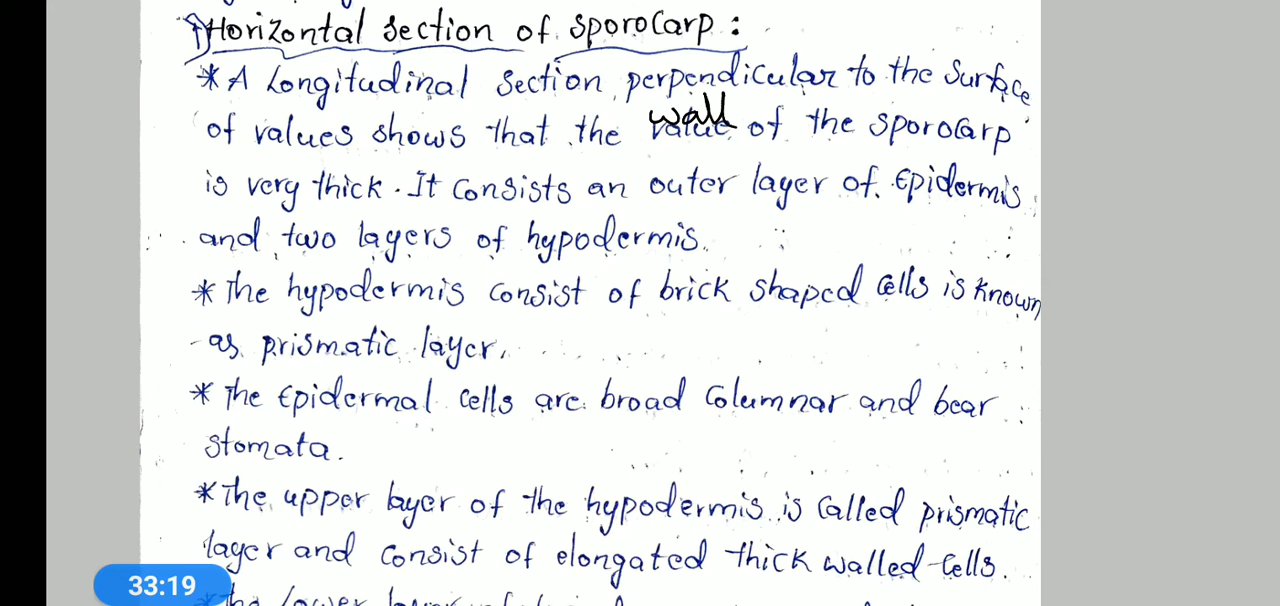 1) Horizontal section of sporocarp :
* A Longitudinal section perpendicular to the surface
of values shows that the wall of the sporocarp
is very thick. It consists an outer layer of Epidermis
and two layers of hypodermis.
* The hypodermis consist of brick shaped cells is known
as prismatic layer.
* The Epidermal cells are broad columnar and bear
stomata.
* The upper layer of the hypodermis is called prismatic
layer and consist of elongated thick walled cells.
* The lower
33:19